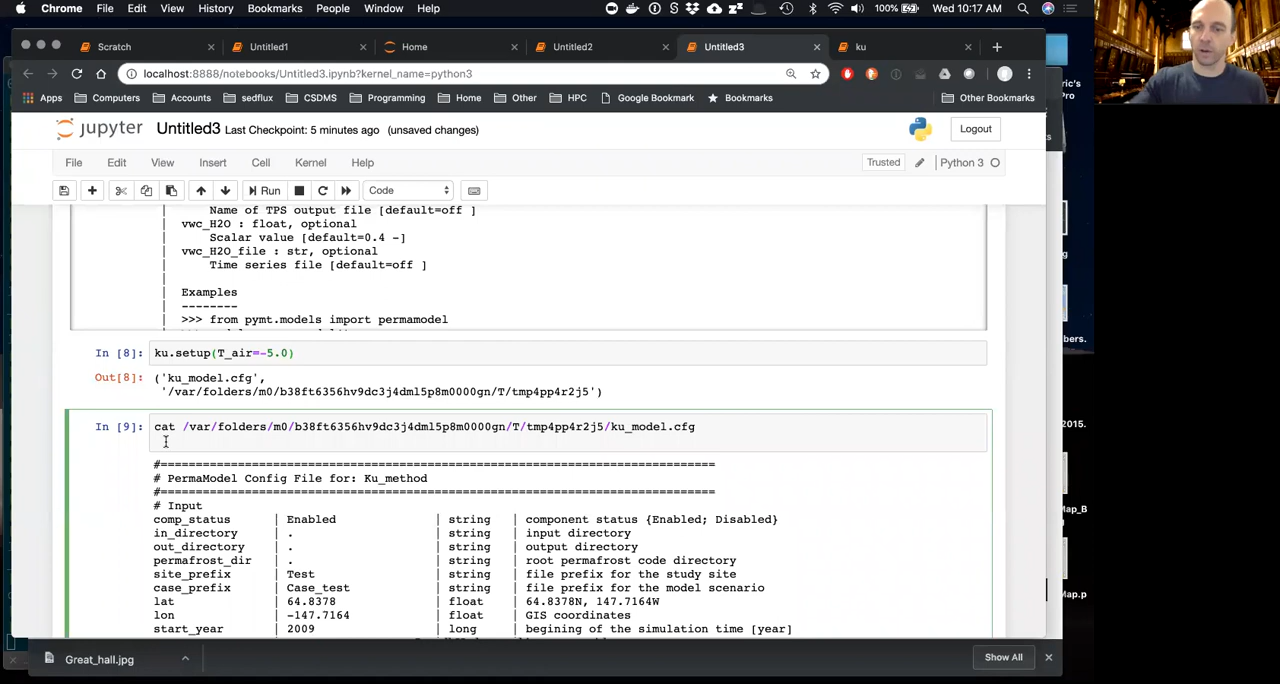 Chrome File Edit View History Bookmarks People Window Help 100% Wed 10:17 AM
Scratch Untitled1 Home Untitled2 Untitled3 ku
localhost:8888/notebooks/Untitled3.ipynb?kernel_name=python3
Apps Computers Accounts sedflux CSDMS Programming Home Other HPC Google Bookmark Bookmarks Other Bookmarks
ric's
Pro
jupyter Untitled3 Last Checkpoint: 5 minutes ago (unsaved changes) Logout
File Edit View Insert Cell Kernel Help Trusted Python 3
Run Code
Name of TPS output file [default=off ]
| vwc_H2O : float, optional
| Scalar value [default=0.4 -]
| vwc_H2O_file : str, optional
| Time series file [default=off ]
|
| Examples
| --------
| >>> from pymt.models import permamodel
In [8]: ku.setup(T_air=-5.0)
Out[8]: ('ku_model.cfg',
'/var/folders/m0/b38ft6356hv9dc3j4dml5p8m0000gn/T/tmp4pp4r2j5')
In [9]: cat /var/folders/m0/b38ft6356hv9dc3j4dml5p8m0000gn/T/tmp4pp4r2j5/ku_model.cfg
#===============================================================================
# PermaModel Config File for: Ku_method
#===============================================================================
# Input
comp_status | Enabled | string | component status {Enabled; Disabled}
in_directory | . | string | input directory
out_directory | . | string | output directory
permafrost_dir | . | string | root permafrost code directory
site_prefix | Test | string | file prefix for the study site
case_prefix | Case_test | string | file prefix for the model scenario
lat | 64.8378 | float | 64.8378N, 147.7164W
lon | -147.7164 | float | GIS coordinates
start_year | 2009 | long | begining of the simulation time [year]
bers.
2015.
Map_B
Map.p
Great_hall.jpg Show All